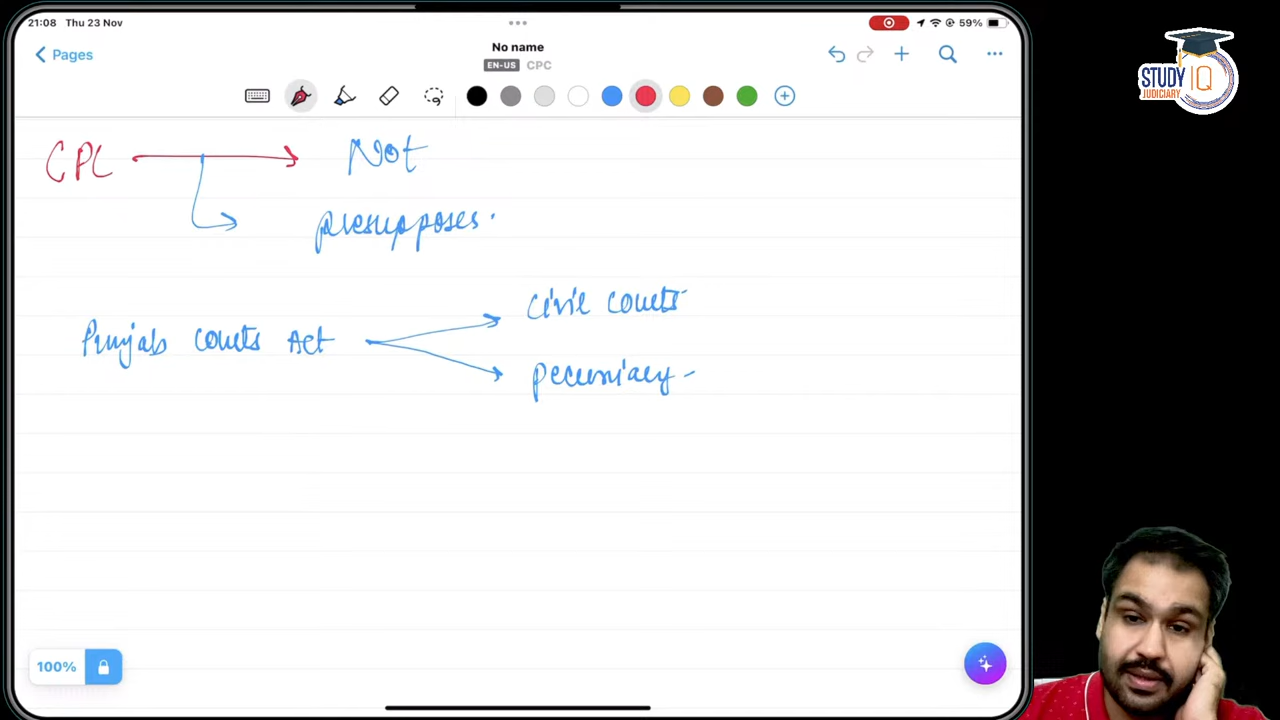 21:08 Thu 23 Nov
59%
Pages
No name
EN-US CPC
STUDY IQ
JUDICIARY
CPC Not
presupposes.
Punjab Courts Act
Civil Courts
pecuniary -
100%